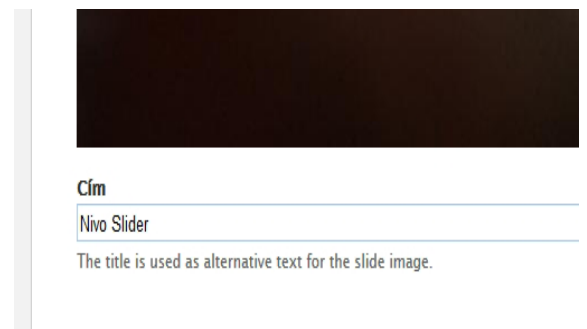 Cím
Nivo Slider
The title is used as alternative text for the slide image.